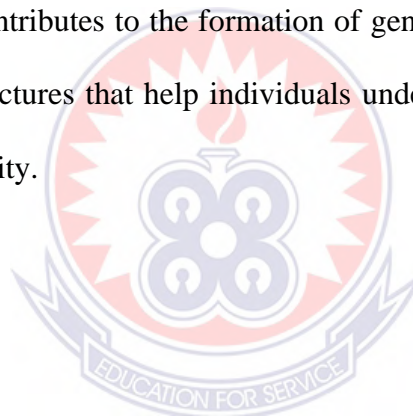 ntributes to the formation of gen
ctures that help individuals unde
ity.
EDUCATION FOR SERVICE